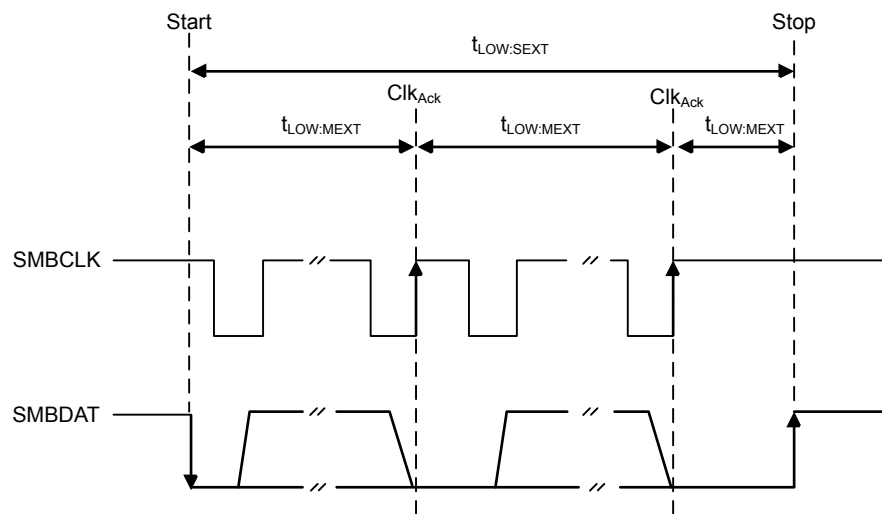 Start Stop
tLOW:SEXT
ClkAck ClkAck
tLOW:MEXT tLOW:MEXT tLOW:MEXT
SMBCLK
SMBDAT